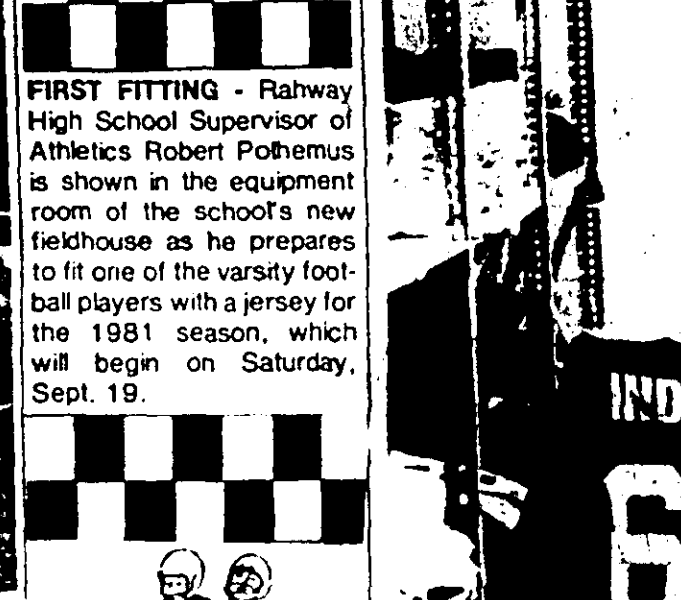 FIRST FITTING - Rahway
High School Supervisor of
Athletics Robert Pothemus
is shown in the equipment
room of the school's new
fieldhouse as he prepares
to fit one of the varsity foot-
ball players with a jersey for
the 1981 season, which
will begin on Saturday,
Sept. 19.
IND